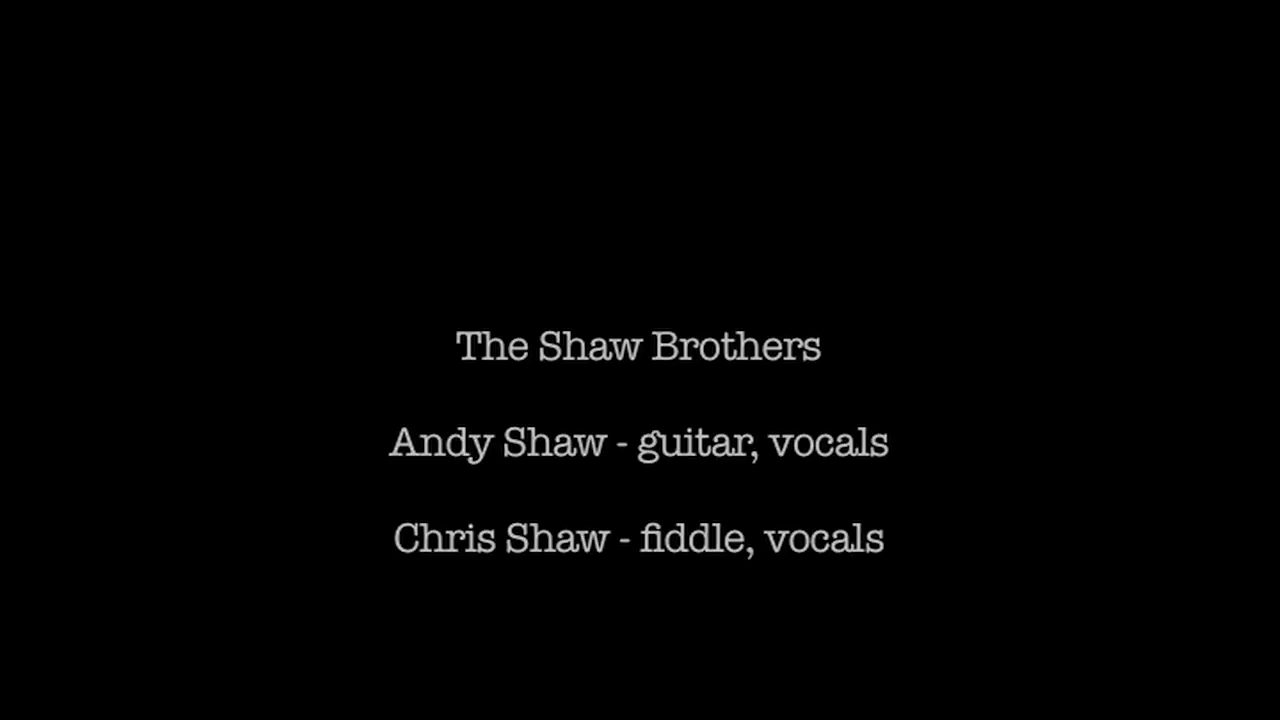 The Shaw Brothers
Andy Shaw - guitar, vocals
Chris Shaw - fiddle, vocals